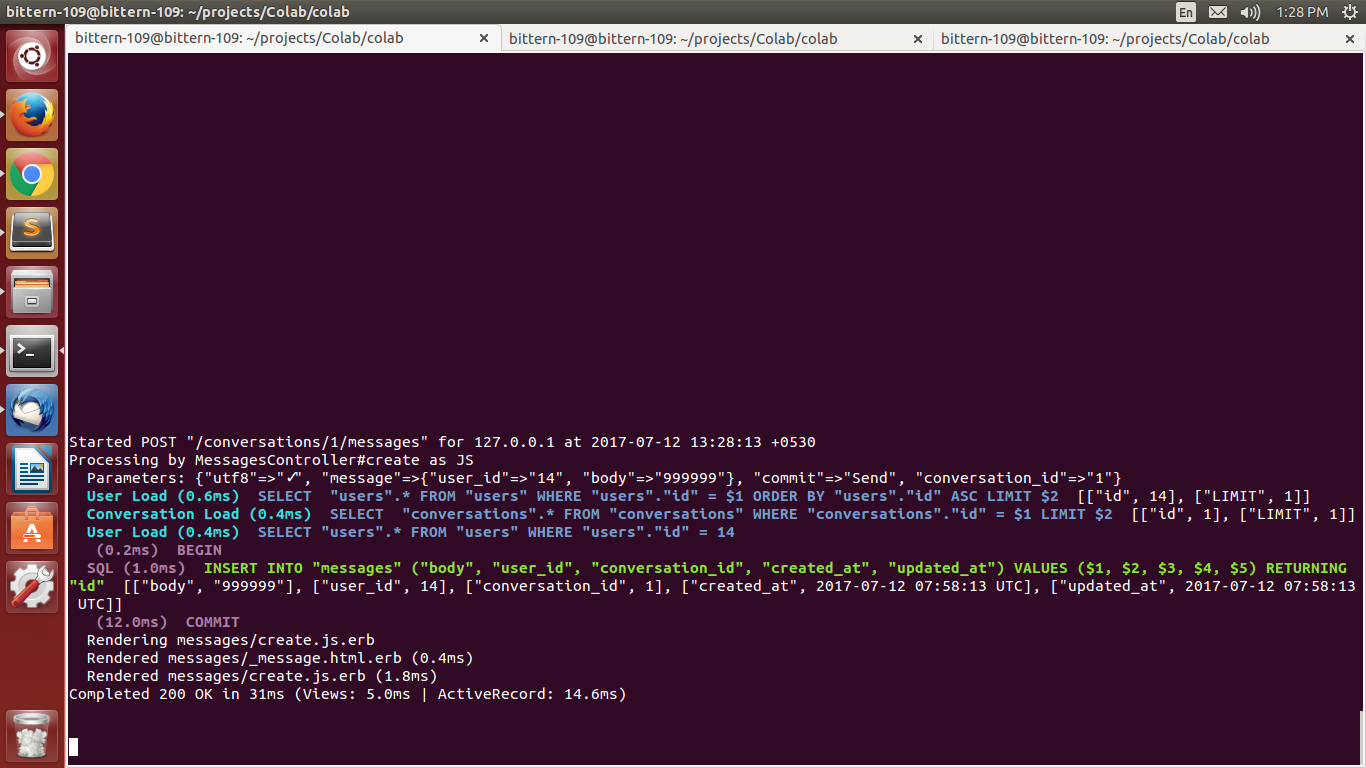 bittern-109@bittern-109: ~/projects/Colab/colab
En
1:28 PM
bittern-109@bittern-109: ~/projects/Colab/colab ×
bittern-109@bittern-109: ~/projects/Colab/colab ×
bittern-109@bittern-109: ~/projects/Colab/colab ×
Started POST "/conversations/1/messages" for 127.0.0.1 at 2017-07-12 13:28:13 +0530
Processing by MessagesController#create as JS
  Parameters: {"utf8"=>"✓", "message"=>{"user_id"=>"14", "body"=>"999999"}, "commit"=>"Send", "conversation_id"=>"1"}
  User Load (0.6ms)  SELECT  "users".* FROM "users" WHERE "users"."id" = $1 ORDER BY "users"."id" ASC LIMIT $2  [["id", 14], ["LIMIT", 1]]
  Conversation Load (0.4ms)  SELECT  "conversations".* FROM "conversations" WHERE "conversations"."id" = $1 LIMIT $2  [["id", 1], ["LIMIT", 1]]
  User Load (0.4ms)  SELECT "users".* FROM "users" WHERE "users"."id" = 14
   (0.2ms)  BEGIN
  SQL (1.0ms)  INSERT INTO "messages" ("body", "user_id", "conversation_id", "created_at", "updated_at") VALUES ($1, $2, $3, $4, $5) RETURNING
"id"  [["body", "999999"], ["user_id", 14], ["conversation_id", 1], ["created_at", 2017-07-12 07:58:13 UTC], ["updated_at", 2017-07-12 07:58:13
 UTC]]
   (12.0ms)  COMMIT
  Rendering messages/create.js.erb
  Rendered messages/_message.html.erb (0.4ms)
  Rendered messages/create.js.erb (1.8ms)
Completed 200 OK in 31ms (Views: 5.0ms | ActiveRecord: 14.6ms)